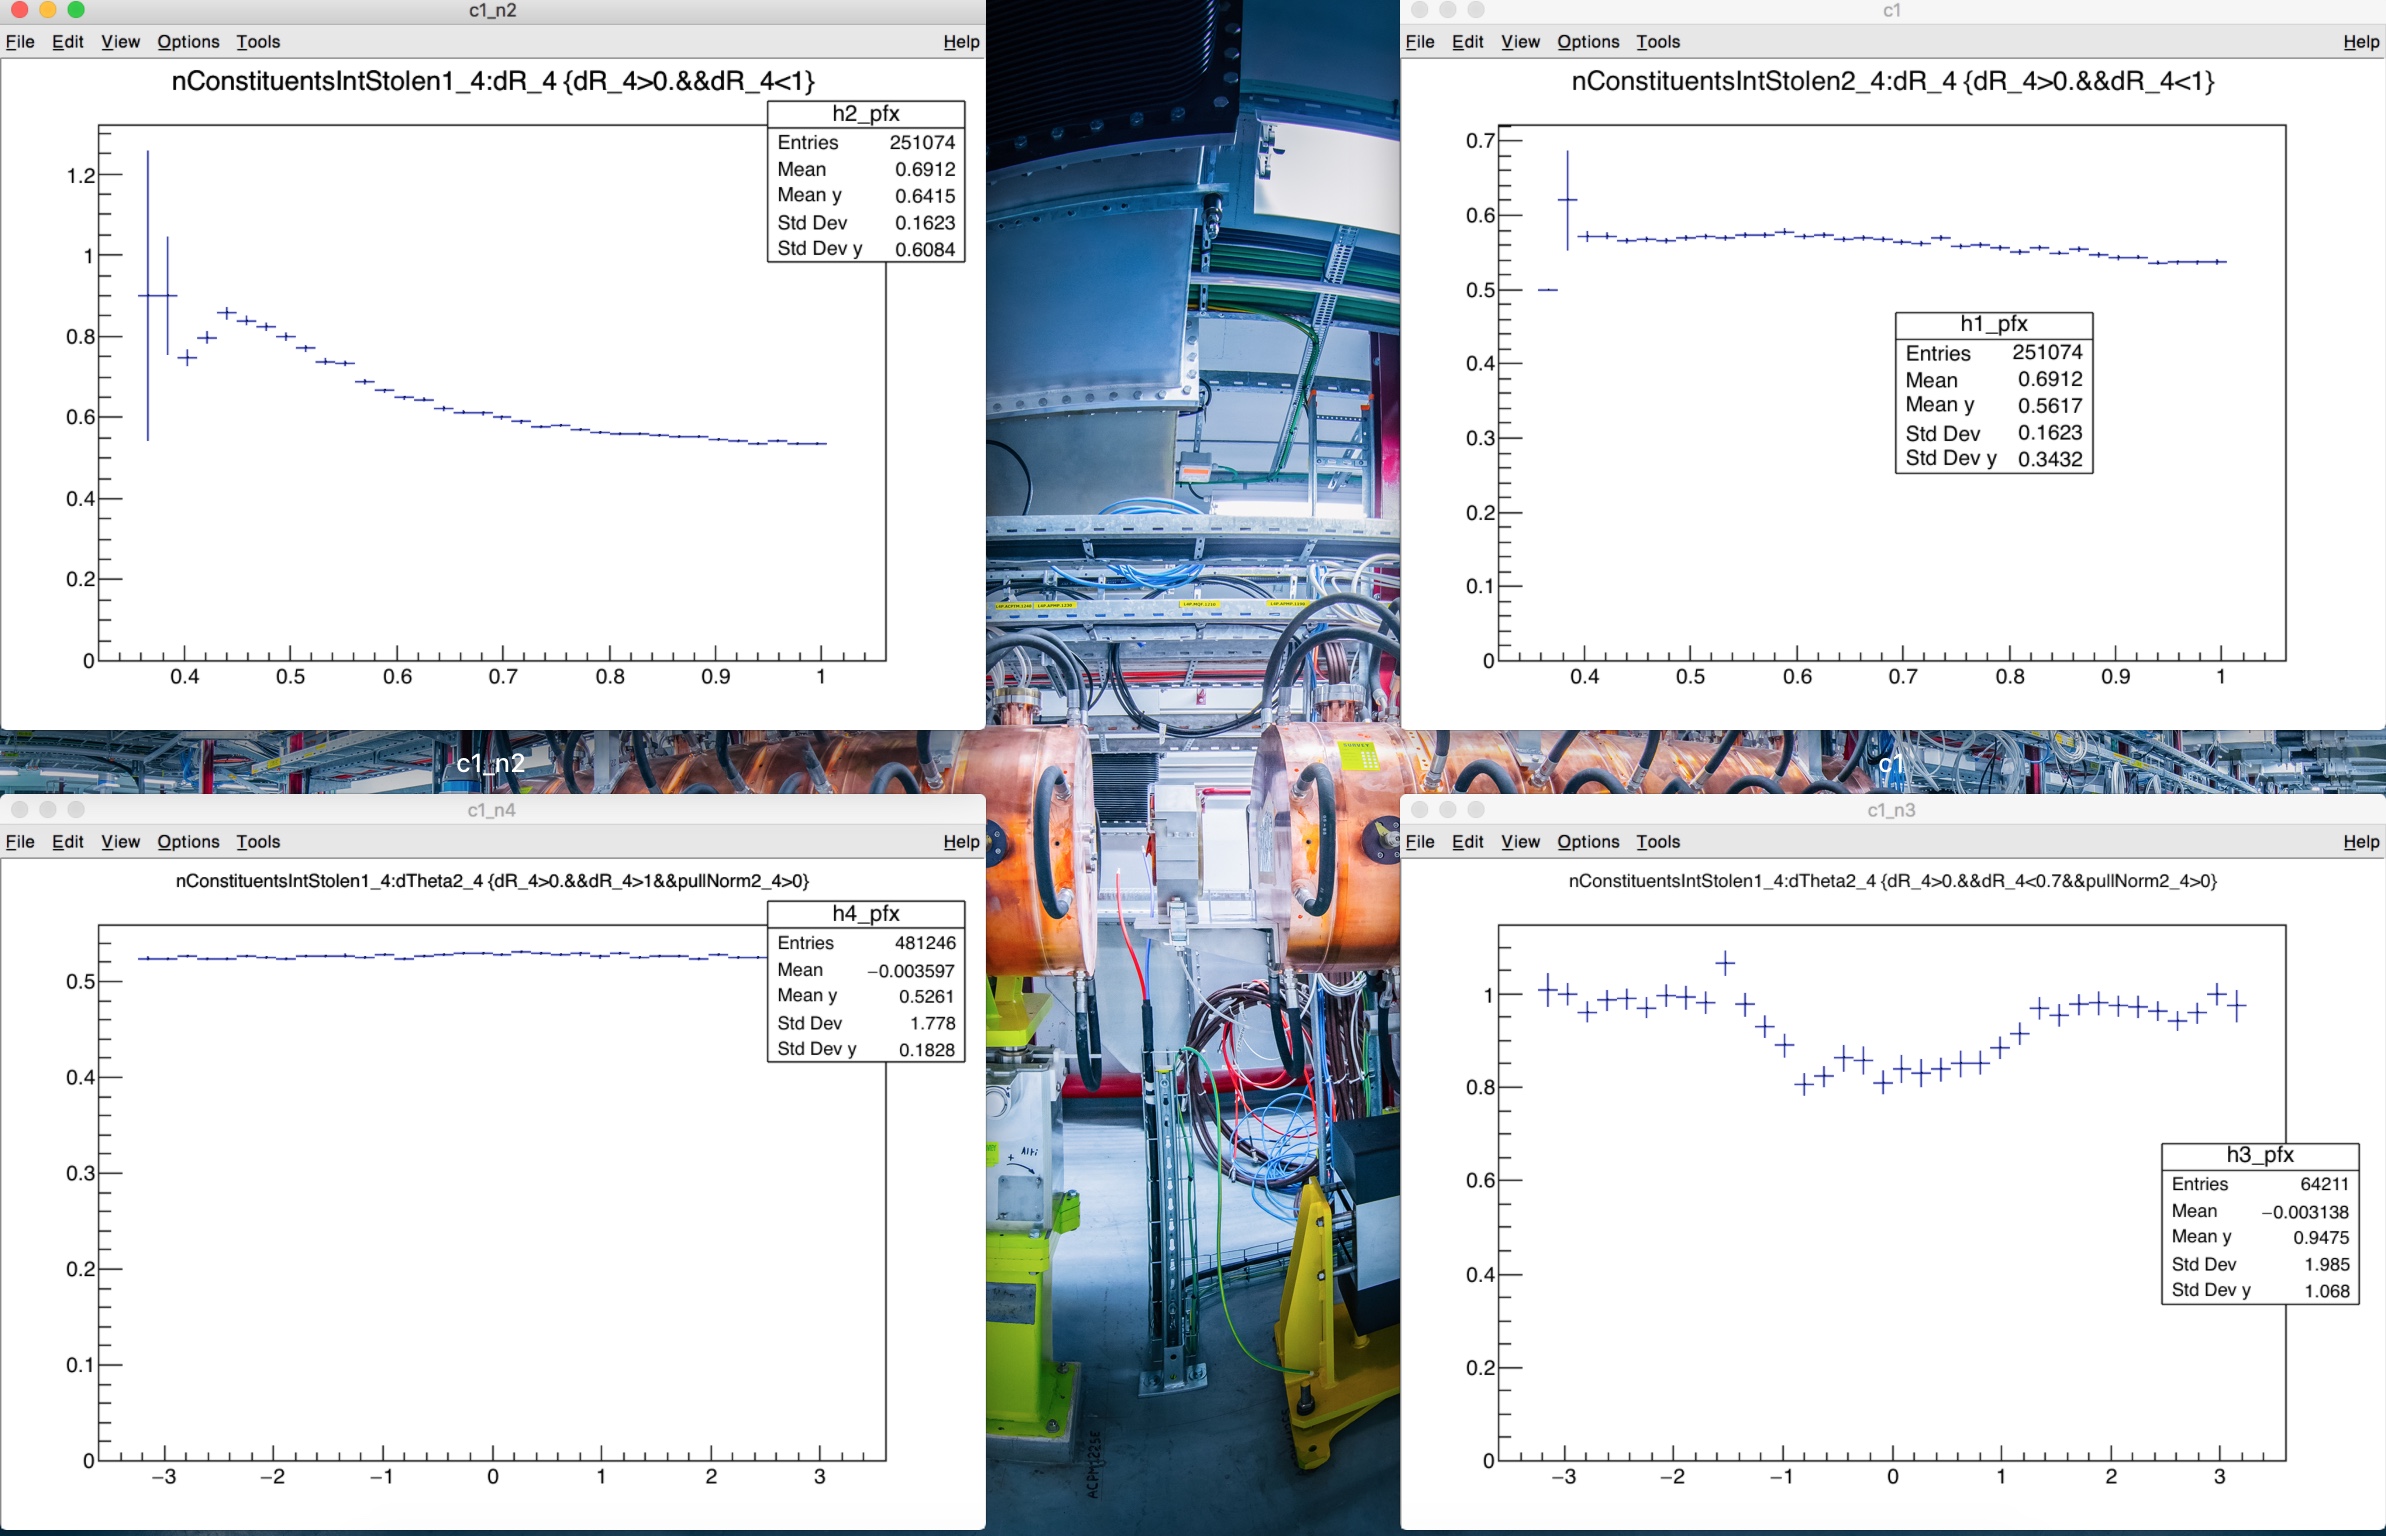 c1_n2
File Edit View Options Tools Help
nConstituentsIntStolen1_4:dR_4 {dR_4>0.&&dR_4<1}
h2_pfx
Entries 251074
Mean 0.6912
Mean y 0.6415
Std Dev 0.1623
Std Dev y 0.6084
1.2
1
0.8
0.6
0.4
0.2
0
0.4 0.5 0.6 0.7 0.8 0.9 1
c1
File Edit View Options Tools Help
nConstituentsIntStolen2_4:dR_4 {dR_4>0.&&dR_4<1}
0.7
0.6
0.5
0.4
0.3
0.2
0.1
0
h1_pfx
Entries 251074
Mean 0.6912
Mean y 0.5617
Std Dev 0.1623
Std Dev y 0.3432
0.4 0.5 0.6 0.7 0.8 0.9 1
SURVEY
c1_n2
c1
c1_n4
File Edit View Options Tools Help
nConstituentsIntStolen1_4:dTheta2_4 {dR_4>0.&&dR_4>1&&pullNorm2_4>0}
h4_pfx
Entries 481246
Mean −0.003597
Mean y 0.5261
Std Dev 1.778
Std Dev y 0.1828
0.5
0.4
0.3
0.2
0.1
0
−3 −2 −1 0 1 2 3
c1_n3
File Edit View Options Tools Help
nConstituentsIntStolen1_4:dTheta2_4 {dR_4>0.&&dR_4<0.7&&pullNorm2_4>0}
1
0.8
0.6
0.4
0.2
0
h3_pfx
Entries 64211
Mean −0.003138
Mean y 0.9475
Std Dev 1.985
Std Dev y 1.068
−3 −2 −1 0 1 2 3